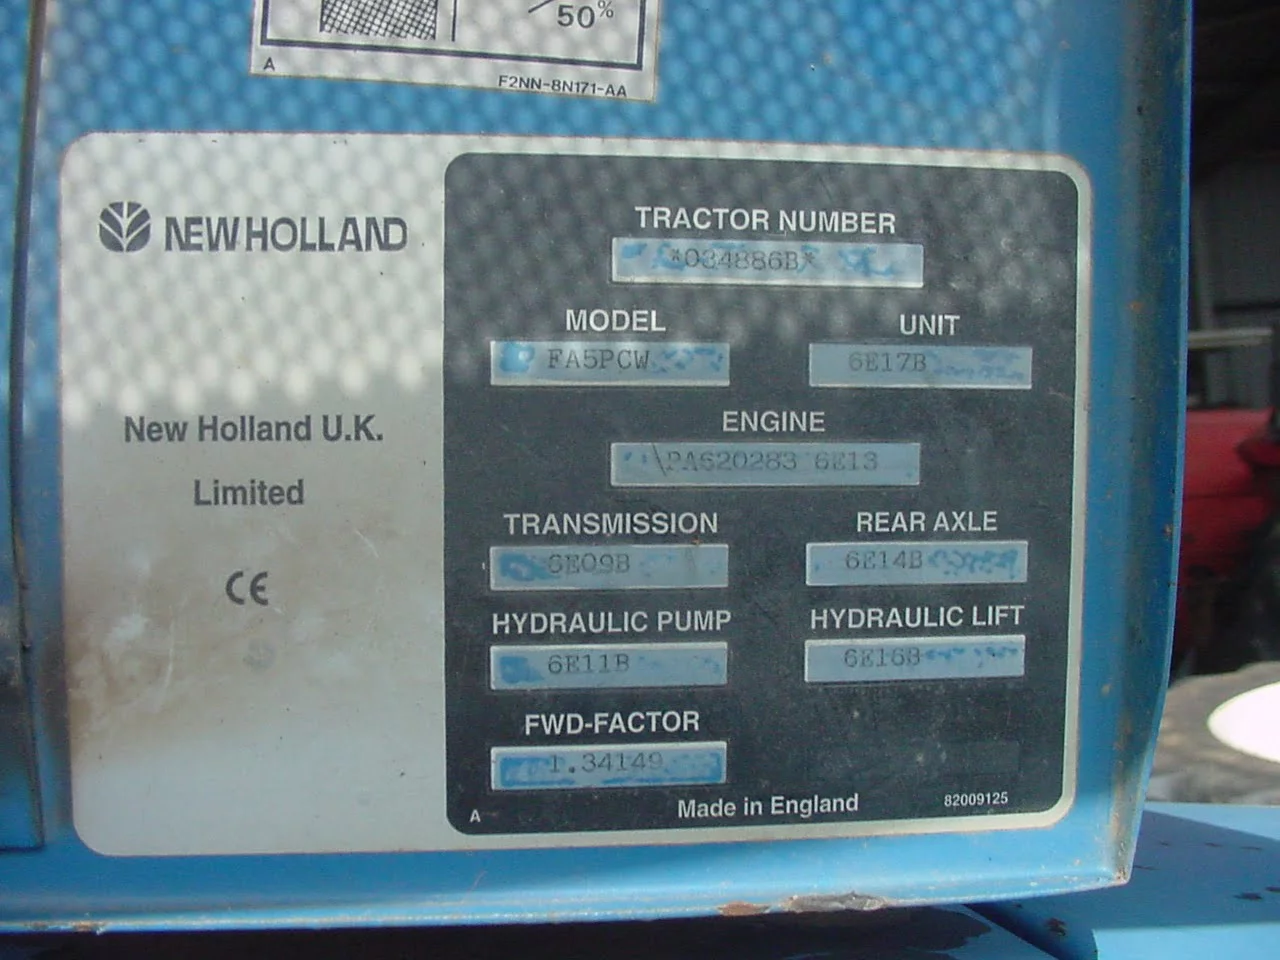 50%
A
F2NN-8N171-AA
NEW HOLLAND
New Holland U.K.
Limited
CE
TRACTOR NUMBER
*034886B*
MODEL
FA5PCW
UNIT
6E17B
ENGINE
PA620283 6E13
TRANSMISSION
6E09B
REAR AXLE
6E14B
HYDRAULIC PUMP
6E11B
HYDRAULIC LIFT
6E16B
FWD-FACTOR
1.34149
A
Made in England
82009125